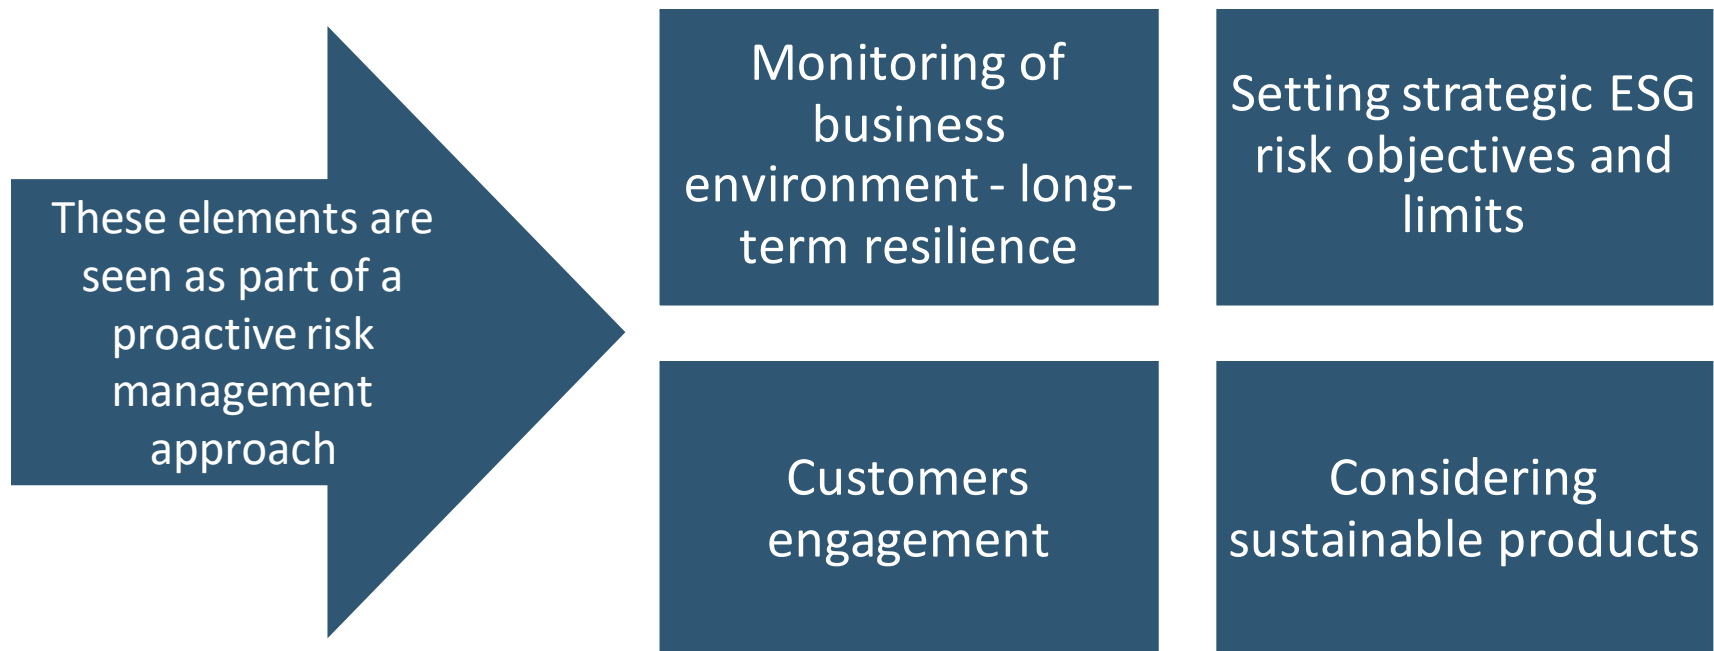 These elements are
seen as part of a
proactive risk
management
approach
Monitoring of
business
environment - long-
term resilience
Setting strategic ESG
risk objectives and
limits
Customers
engagement
Considering
sustainable products